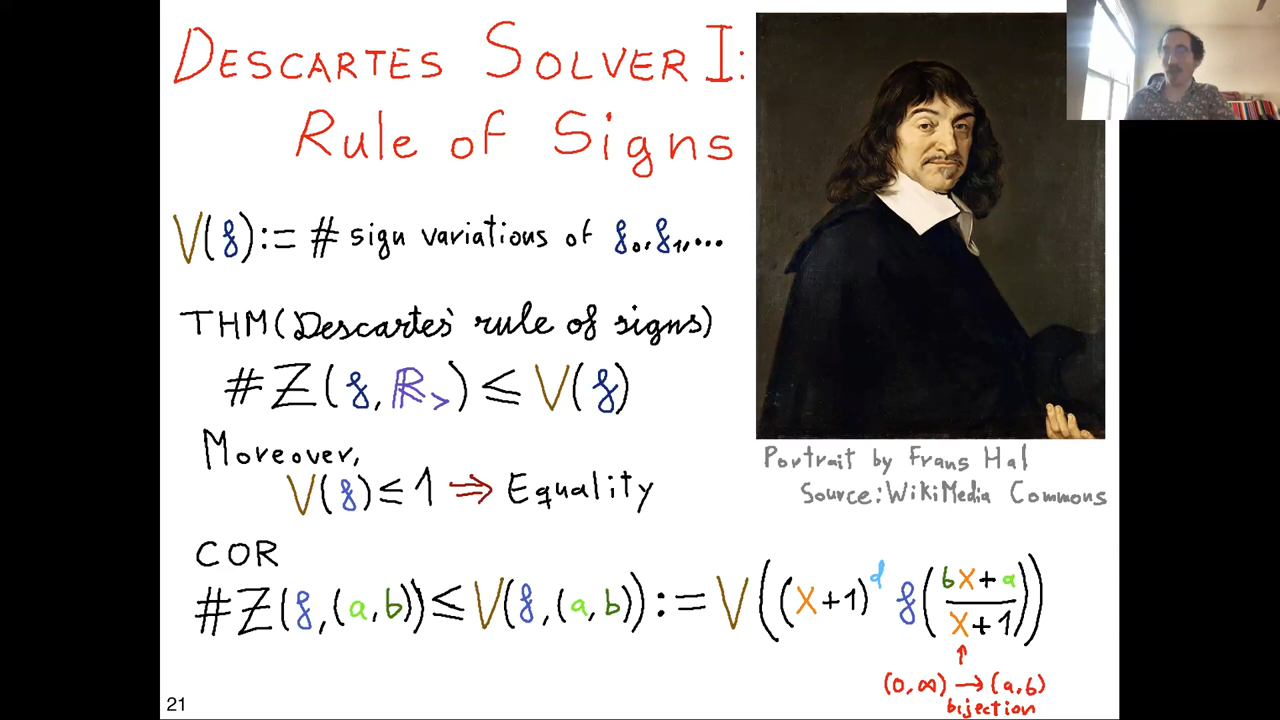 DESCARTES SOLVER I:
Rule of Signs
V(f) := # sign variations of f₀, f₁, ...
THM (Descartes' rule of signs)
#Z(f, ℝ>) ≤ V(f)
Moreover,
V(f) ≤ 1 ⇒ Equality
COR
#Z(f, (a, b)) ≤ V(f, (a, b)) := V((X+1)^d f((bX+a)/(X+1)))
↑
(0, ∞) → (a, b)
bijection
Portrait by Frans Hal
Source: WikiMedia Commons
21